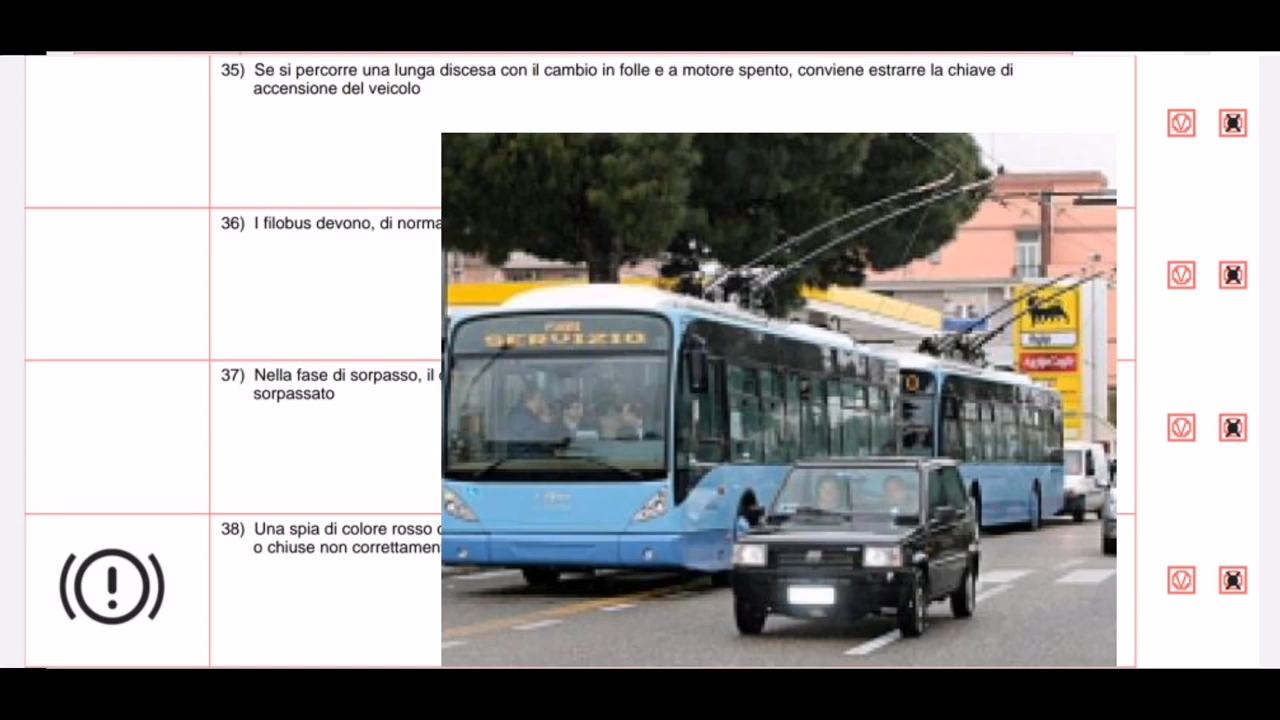 35) Se si percorre una lunga discesa con il cambio in folle e a motore spento, conviene estrarre la chiave di
accensione del veicolo
36) I filobus devono, di norma
37) Nella fase di sorpasso, il
sorpassato
38) Una spia di colore rosso
o chiuse non correttamen
SERVIZIO